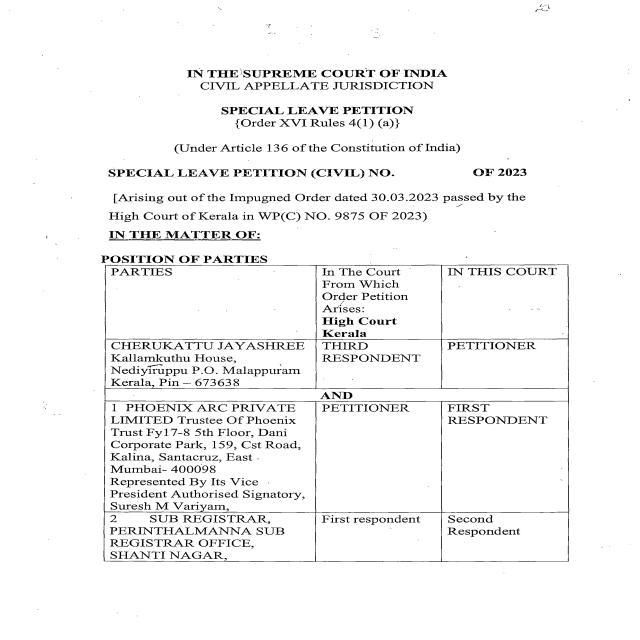 IN THE SUPREME COURT OF INDIA
CIVIL APPELLATE JURISDICTION
SPECIAL LEAVE PETITION
{Order XVI Rules 4(1) (a)}
(Under Article 136 of the Constitution of India)
SPECIAL LEAVE PETITION (CIVIL) NO. OF 2023
[Arising out of the Impugned Order dated 30.03.2023 passed by the
High Court of Kerala in WP(C) NO. 9875 OF 2023)
IN THE MATTER OF:
POSITION OF PARTIES
PARTIES
In The Court
From Which
Order Petition
Arises:
High Court
Kerala
IN THIS COURT
CHERUKATTU JAYASHREE
Kallamkuthu House,
Nediyiruppu P.O. Malappuram
Kerala, Pin – 673638
THIRD
RESPONDENT
PETITIONER
AND
1 PHOENIX ARC PRIVATE
LIMITED Trustee Of Phoenix
Trust Fy17-8 5th Floor, Dani
Corporate Park, 159, Cst Road,
Kalina, Santacruz, East
Mumbai- 400098
Represented By Its Vice
President Authorised Signatory,
Suresh M Variyam,
PETITIONER
FIRST
RESPONDENT
2 SUB REGISTRAR,
PERINTHALMANNA SUB
REGISTRAR OFFICE,
SHANTI NAGAR,
First respondent
Second
Respondent